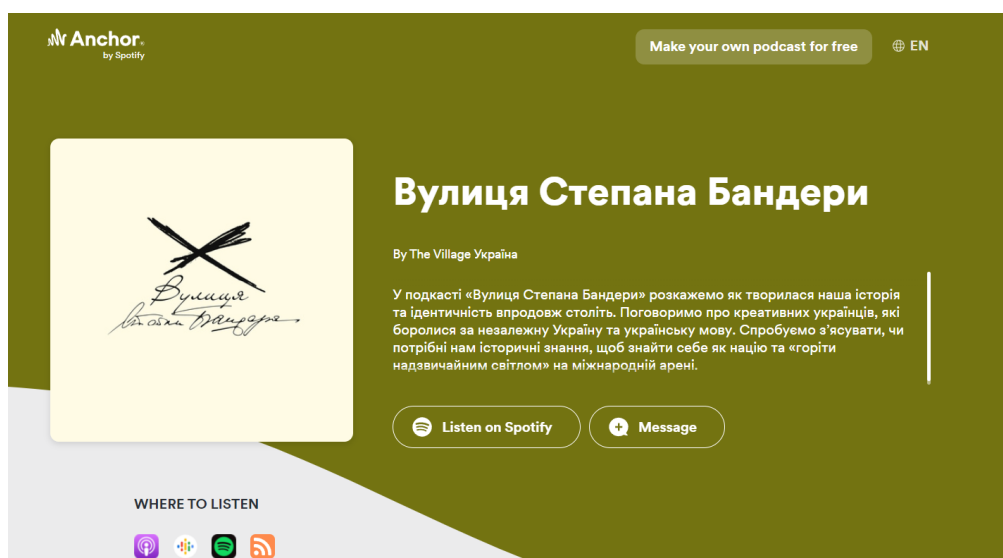 Anchor
by Spotify
Make your own podcast for free
EN
Вулиця Степана Бандери
By The Village Україна
У подкасті «Вулиця Степана Бандери» розкажемо як творилася наша історія
та ідентичність впродовж століть. Поговоримо про креативних українців, які
боролися за незалежну Україну та українську мову. Спробуємо з’ясувати, чи
потрібні нам історичні знання, щоб знайти себе як націю та «горіти
надзвичайним світлом» на міжнародній арені.
Вулиця
Степана Бандери
Listen on Spotify
Message
WHERE TO LISTEN